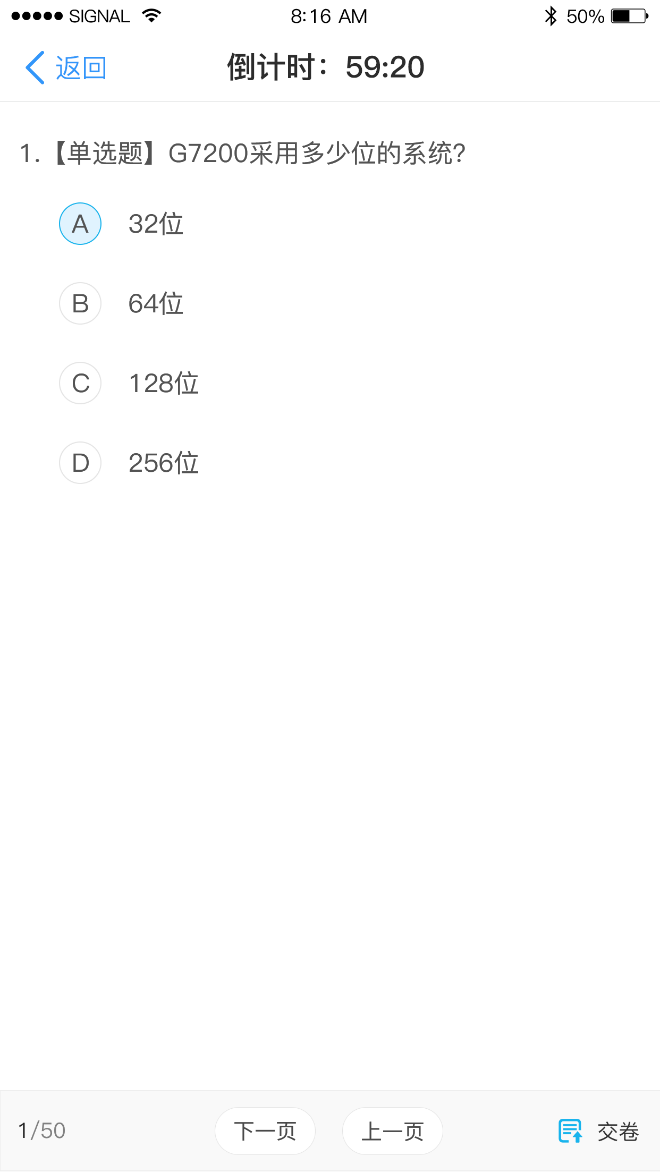 ●●●●● SIGNAL 8:16 AM 50%
返回 倒计时：59:20
1.【单选题】G7200采用多少位的系统?
A 32位
B 64位
C 128位
D 256位
1/50 下一页 上一页 交卷